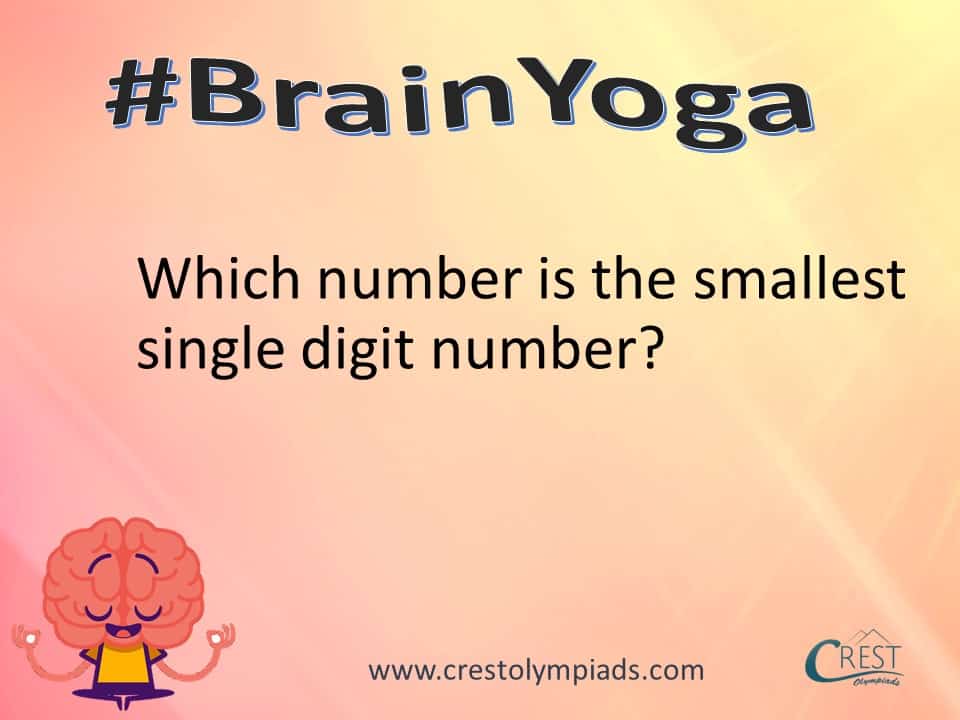 #BrainYoga
Which number is the smallest
single digit number?
www.crestolympiads.com
CREST
Olympiads